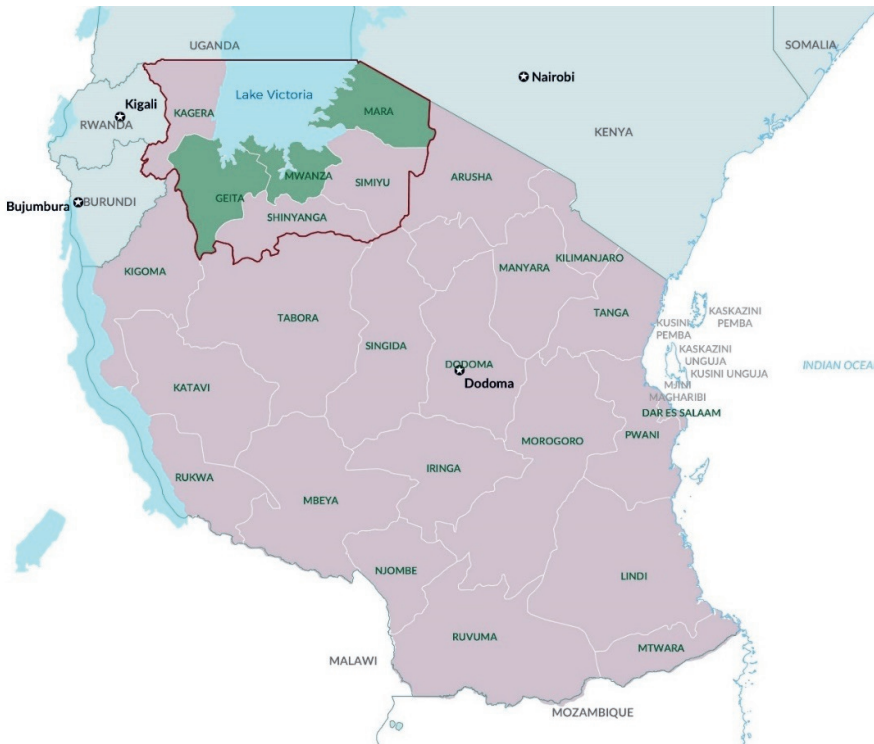 UGANDA
SOMALIA
Nairobi
Lake Victoria
Kigali
MARA
KAGERA
RWANDA
KENYA
MWANZA
ARUSHA
SIMIYU
GEITA
Bujumbura
BURUNDI
SHINYANGA
KILIMANJARO
MANYARA
KIGOMA
KASKAZINI
PEMBA
TANGA
TABORA
KUSINI
PEMBA
SINGIDA
KASKAZINI
UNGUJA
DODOMA
INDIAN OCEA
KUSINI UNGUJA
Dodoma
KATAVI
MJINI
MAGHARIBI
DAR ES SALAAM
MOROGORO
PWANI
IRINGA
RUKWA
MBEYA
NJOMBE
LINDI
RUVUMA
MTWARA
MALAWI
MOZAMBIQUE